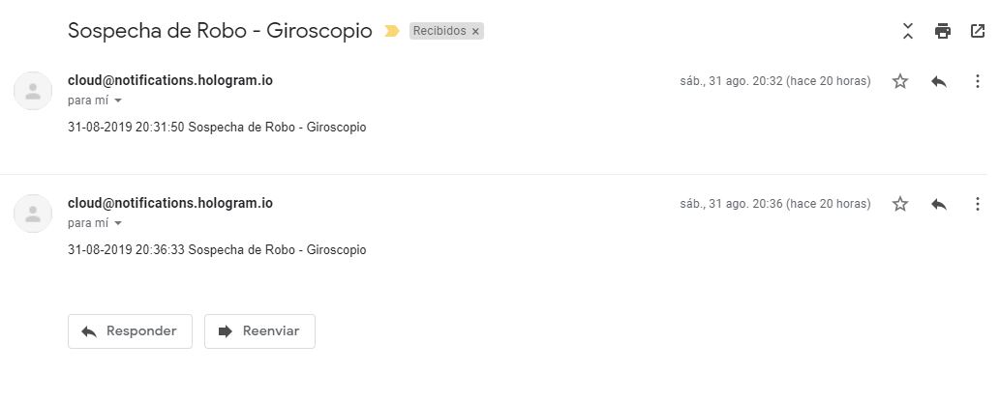 Sospecha de Robo - Giroscopio Recibidos ×
cloud@notifications.hologram.io sáb., 31 ago. 20:32 (hace 20 horas)
para mí
31-08-2019 20:31:50 Sospecha de Robo - Giroscopio
cloud@notifications.hologram.io sáb., 31 ago. 20:36 (hace 20 horas)
para mí
31-08-2019 20:36:33 Sospecha de Robo - Giroscopio
Responder Reenviar